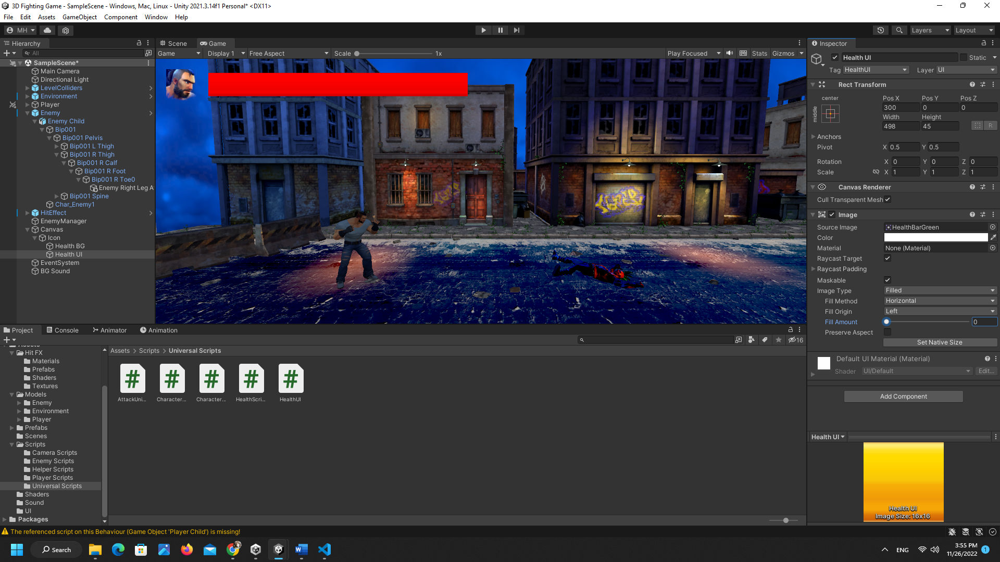 3D Fighting Game - SampleScene - Windows, Mac, Linux - Unity 2021.3.14f1 Personal* <DX11>
File Edit Assets GameObject Component Window Help
MH Layers Layout
Hierarchy
All
SampleScene*
Main Camera
Directional Light
LevelColliders
Environment
Player
Enemy
Enemy Child
Bip001
Bip001 Pelvis
Bip001 L Thigh
Bip001 R Thigh
Bip001 R Calf
Bip001 R Foot
Bip001 R Toe0
Enemy Right Leg A
Bip001 Spine
Char_Enemy1
HitEffect
EnemyManager
Canvas
Icon
Health BG
Health UI
EventSystem
BG Sound
Scene Game
Game Display 1 Free Aspect Scale 1x Play Focused Stats Gizmos
Inspector
Health UI Static
Tag HealthUI Layer UI
Rect Transform
center
middle
Pos X Pos Y Pos Z
300 0 0
Width Height
498 45 R
Anchors
Pivot X 0.5 Y 0.5
Rotation X 0 Y 0 Z 0
Scale X 1 Y 1 Z 1
Canvas Renderer
Cull Transparent Mesh
Image
Source Image HealthBarGreen
Color
Material None (Material)
Raycast Target
Raycast Padding
Maskable
Image Type Filled
Fill Method Horizontal
Fill Origin Left
Fill Amount 0
Preserve Aspect
Set Native Size
Default UI Material (Material)
Shader UI/Default Edit...
Add Component
Health UI
Health UI
Image Size: 16x16
Project Console Animator Animation
16
Assets
Hit FX
Materials
Prefabs
Shaders
Textures
Models
Enemy
Environment
Player
Prefabs
Scenes
Scripts
Camera Scripts
Enemy Scripts
Helper Scripts
Player Scripts
Universal Scripts
Shaders
Sound
UI
Packages
Assets > Scripts > Universal Scripts
# # # # #
AttackUni... Character... Character... HealthScri... HealthUI
The referenced script on this Behaviour (Game Object 'Player Child') is missing!
Search
ENG
3:55 PM
11/26/2022
1